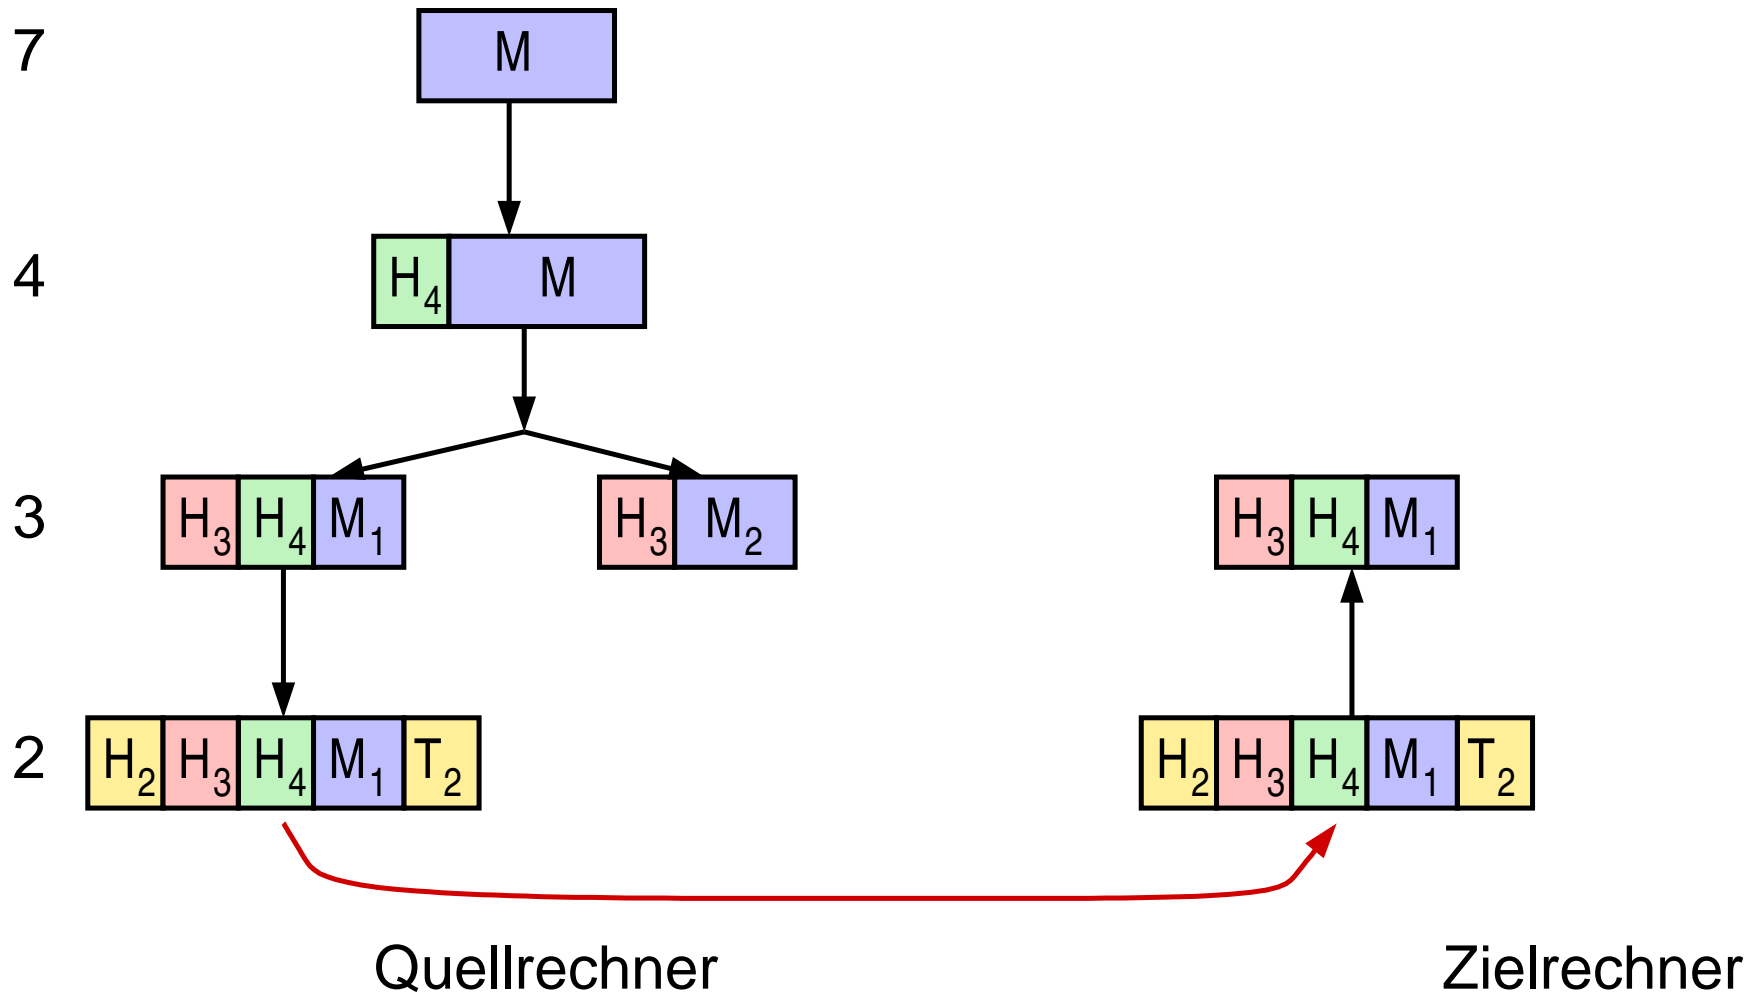 7 M
4 H4 M
3 H3 H4 M1 H3 M2 H3 H4 M1
2 H2 H3 H4 M1 T2 H2 H3 H4 M1 T2
Quellrechner Zielrechner